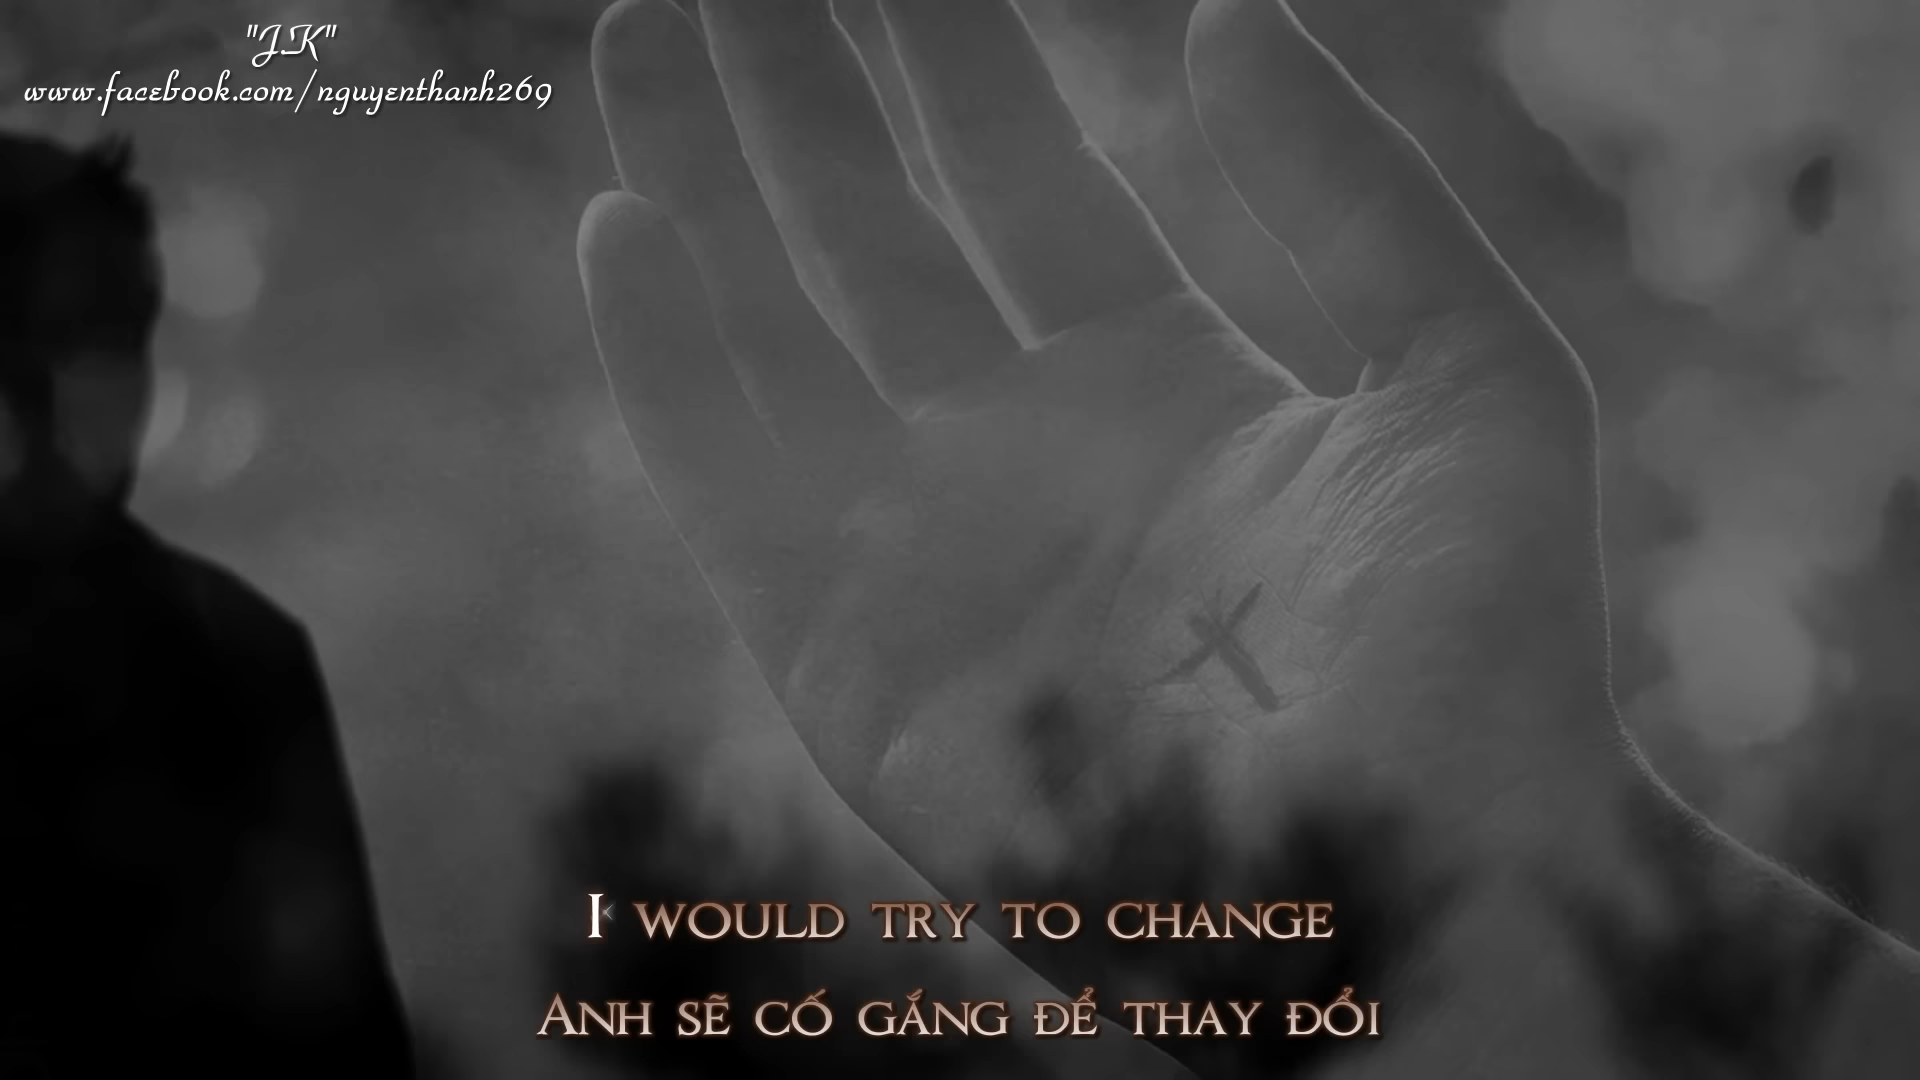 "J.K"
www.facebook.com/nguyenthanh269
I WOULD TRY TO CHANGE
ANH SẼ CỐ GẮNG ĐỂ THAY ĐỔI